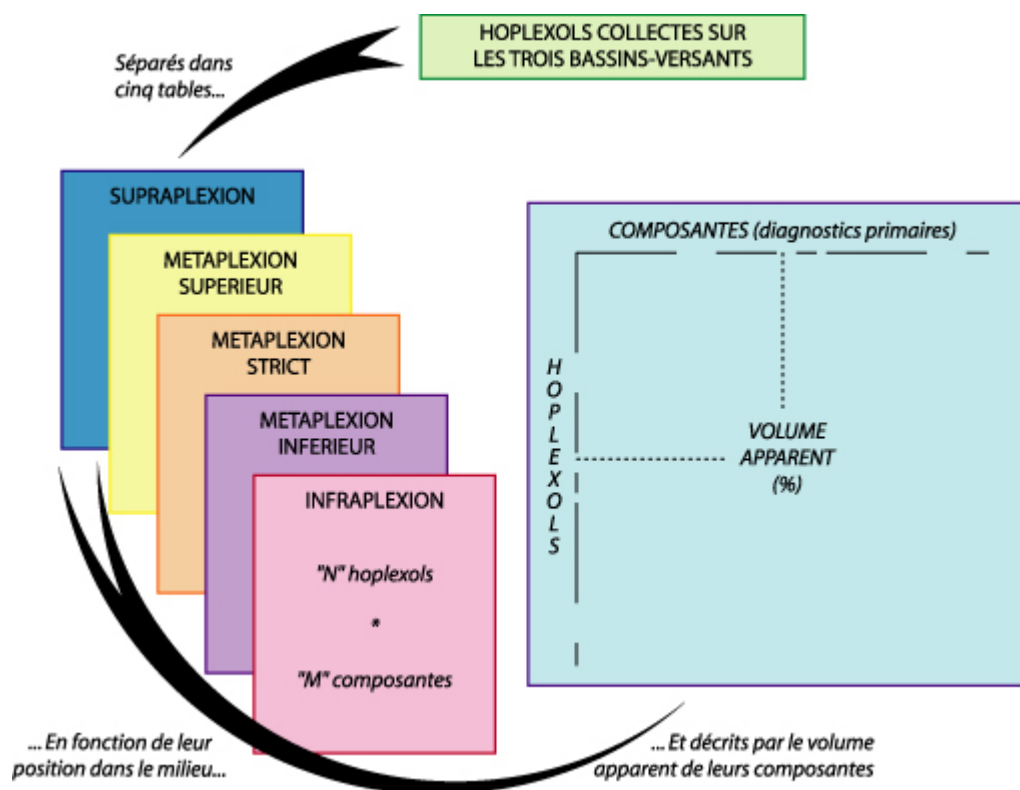 HOPLEXOLS COLLECTES SUR
LES TROIS BASSINS-VERSANTS
Séparés dans
cinq tables...
SUPRAPLEXION
METAPLEXION
SUPERIEUR
METAPLEXION
STRICT
METAPLEXION
INFERIEUR
INFRAPLEXION
"N" hoplexols
*
"M" composantes
COMPOSANTES (diagnostics primaires)
HOPLEXOLS
VOLUME
APPARENT
(%)
... En fonction de leur
position dans le milieu...
... Et décrits par le volume
apparent de leurs composantes